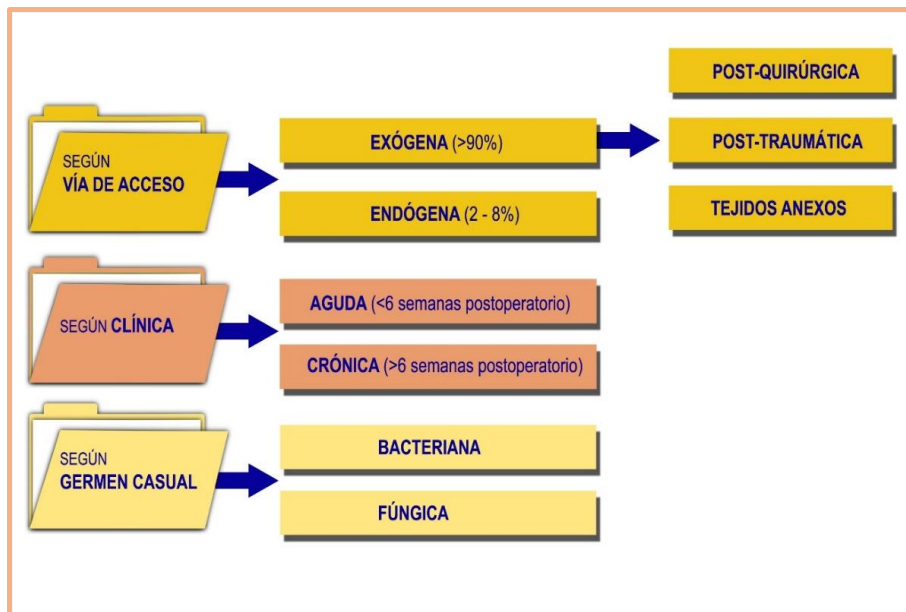 SEGÚN
VÍA DE ACCESO
EXÓGENA (>90%)
ENDÓGENA (2 - 8%)
POST-QUIRÚRGICA
POST-TRAUMÁTICA
TEJIDOS ANEXOS
SEGÚN CLÍNICA
AGUDA (<6 semanas postoperatorio)
CRÓNICA (>6 semanas postoperatorio)
SEGÚN
GERMEN CASUAL
BACTERIANA
FÚNGICA